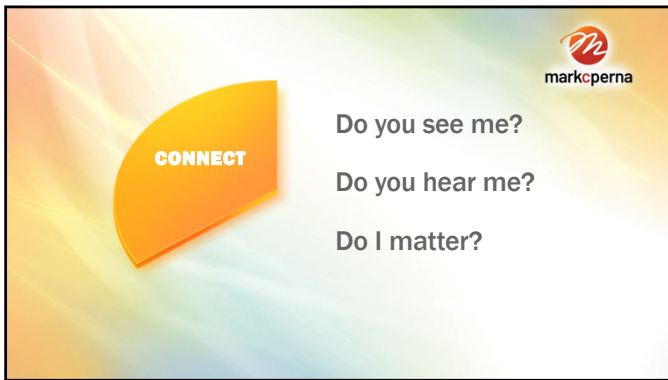 markcperna
CONNECT
Do you see me?
Do you hear me?
Do I matter?